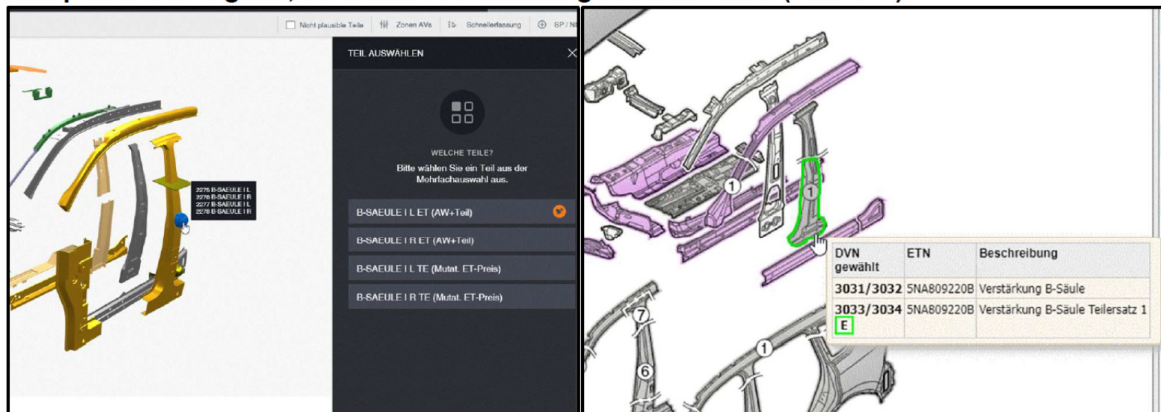 Nicht plausible Teile
Zonen AVs
Schnellerfassung
TEIL AUSWÄHLEN
WELCHE TEILE?
Bitte wählen Sie ein Teil aus der
Mehrfachauswahl aus.
2275 B-SAEULE I L
2276 B-SAEULE I R
2277 B-SAEULE I L
2278 B-SAEULE I R
B-SAEULE I L ET (AW+Teil)
B-SAEULE I R ET (AW+Teil)
B-SAEULE I L TE (Mutat. ET-Preis)
B-SAEULE I R TE (Mutat. ET-Preis)
1
1
DVN gewählt ETN Beschreibung
3031/3032 5NA809220B Verstärkung B-Säule
3033/3034 5NA809220B Verstärkung B-Säule Teilersatz 1
E
7
1
6
1